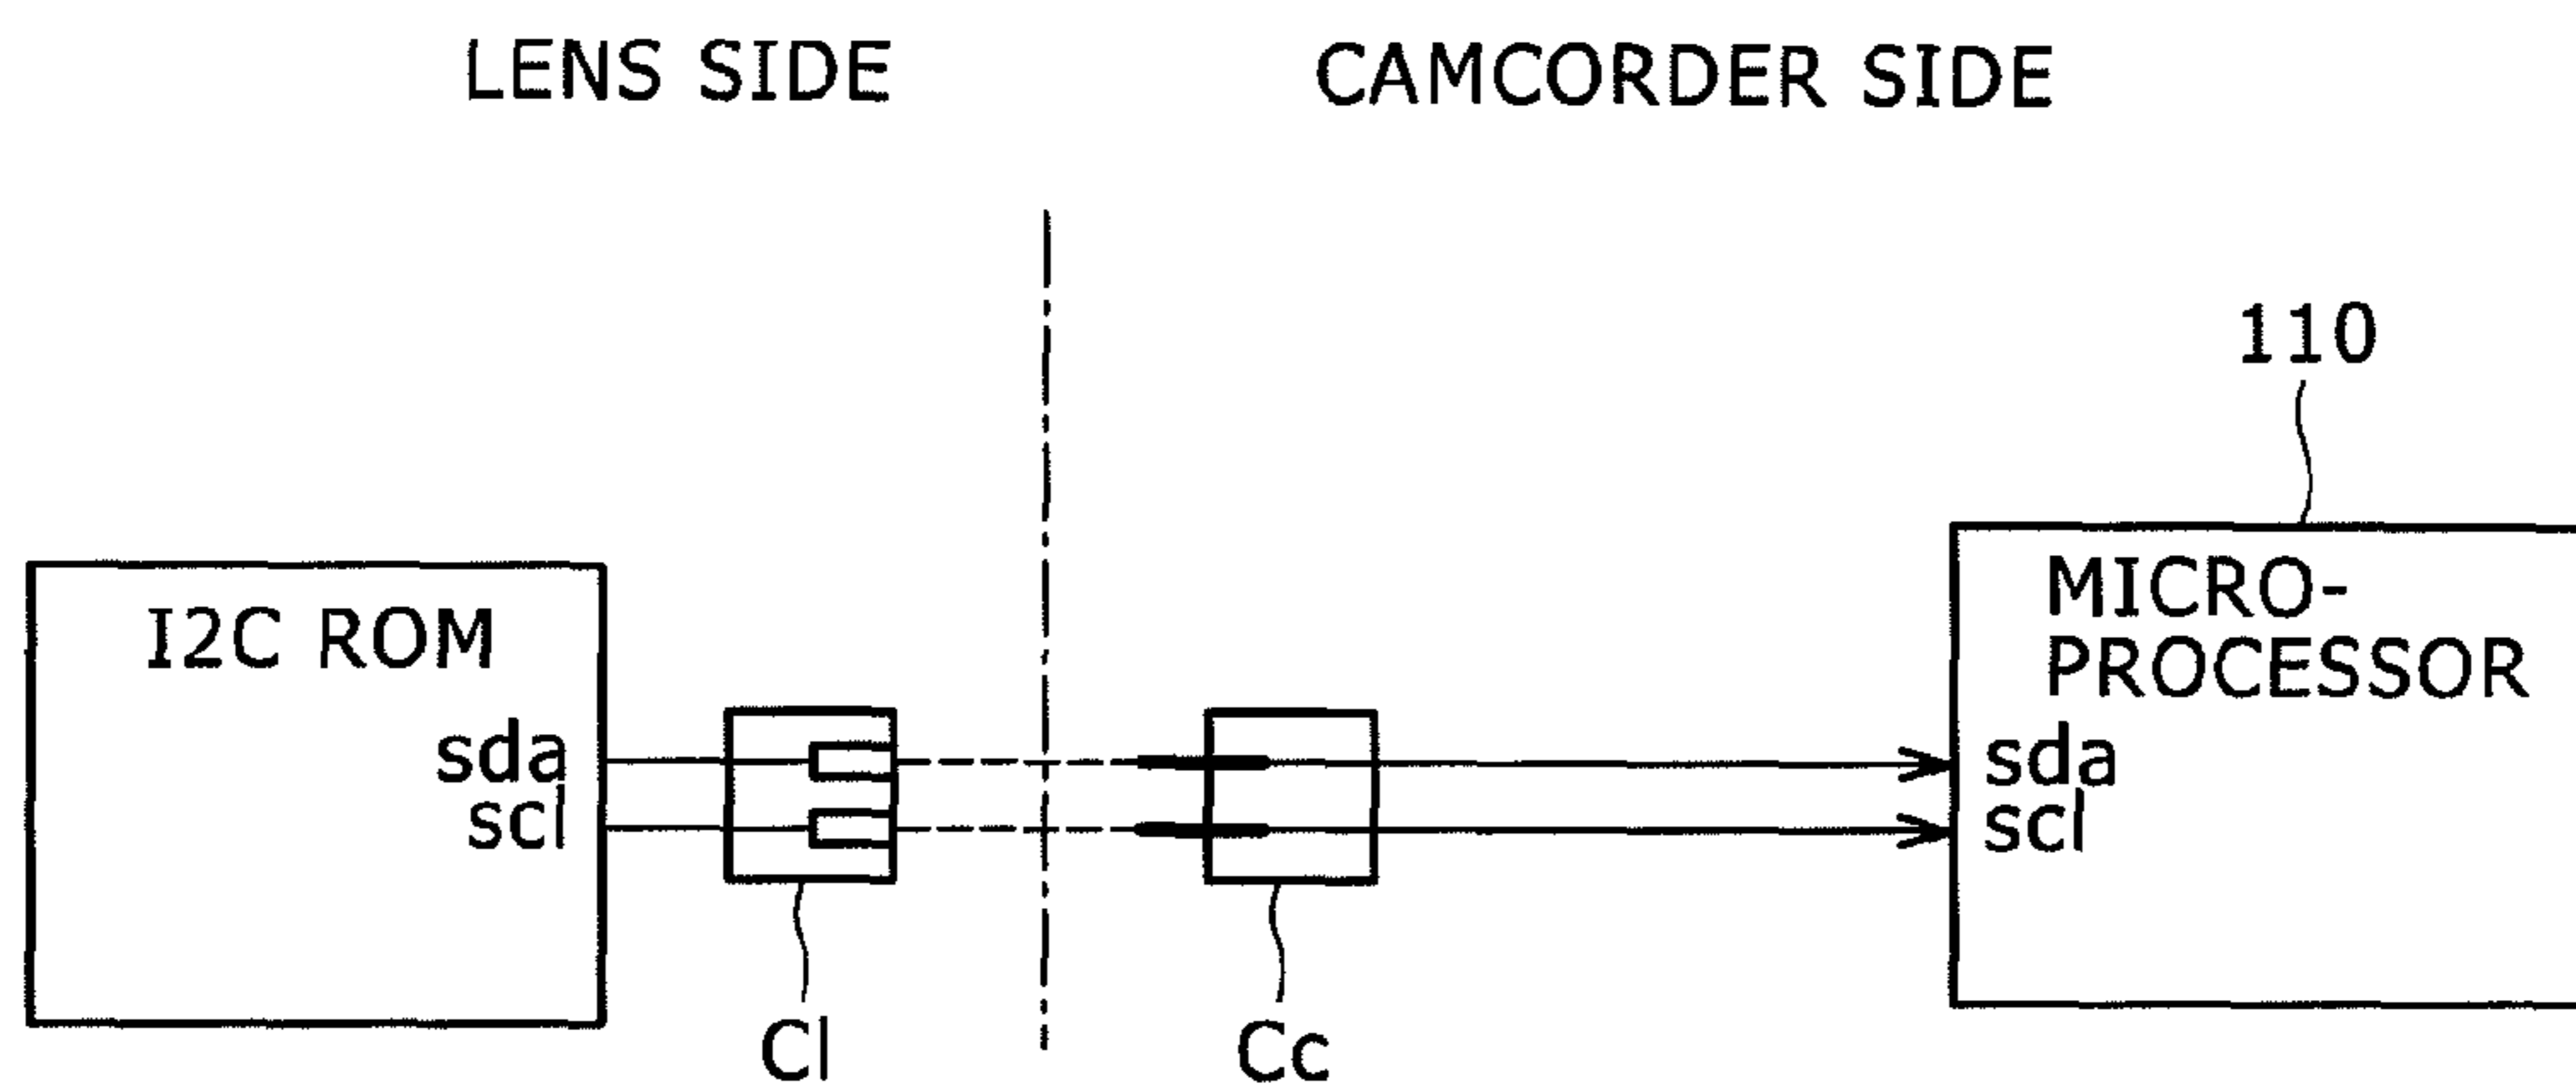 LENS SIDE
CAMCORDER SIDE
110
I2C ROM
sda
scl
MICRO-
PROCESSOR
sda
scl
Cl
Cc